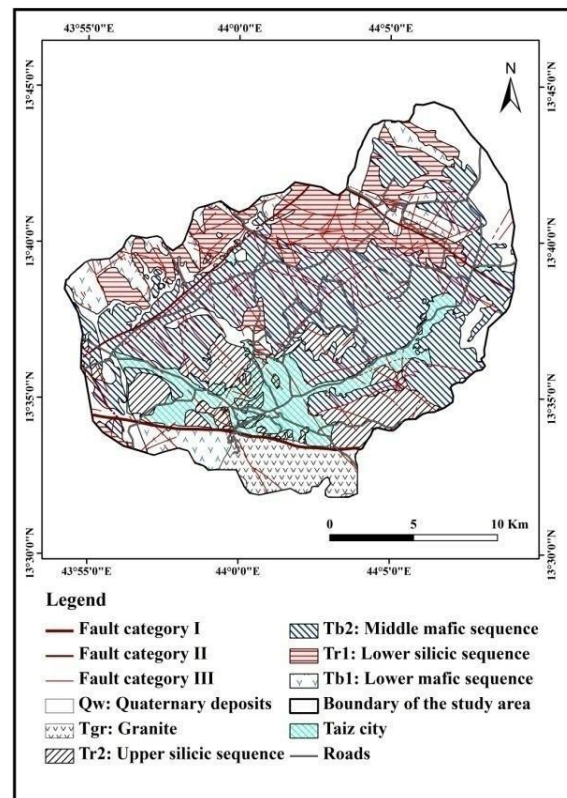 43°55'0"N 44°0'0"E 44°5'0"N
N
13°45'0"N 13°45'0"N
13°40'0"N 13°40'0"N
13°35'0"N 13°35'0"N
0 5 10 Km
13°30'0"N 13°30'0"N
43°55'0"E 44°0'0"E 44°5'0"E
Legend
Fault category I
Fault category II
Fault category III
Qw: Quaternary deposits
Tgr: Granite
Tr2: Upper silicic sequence
Tb2: Middle mafic sequence
Tr1: Lower silicic sequence
Tb1: Lower mafic sequence
Boundary of the study area
Taiz city
Roads